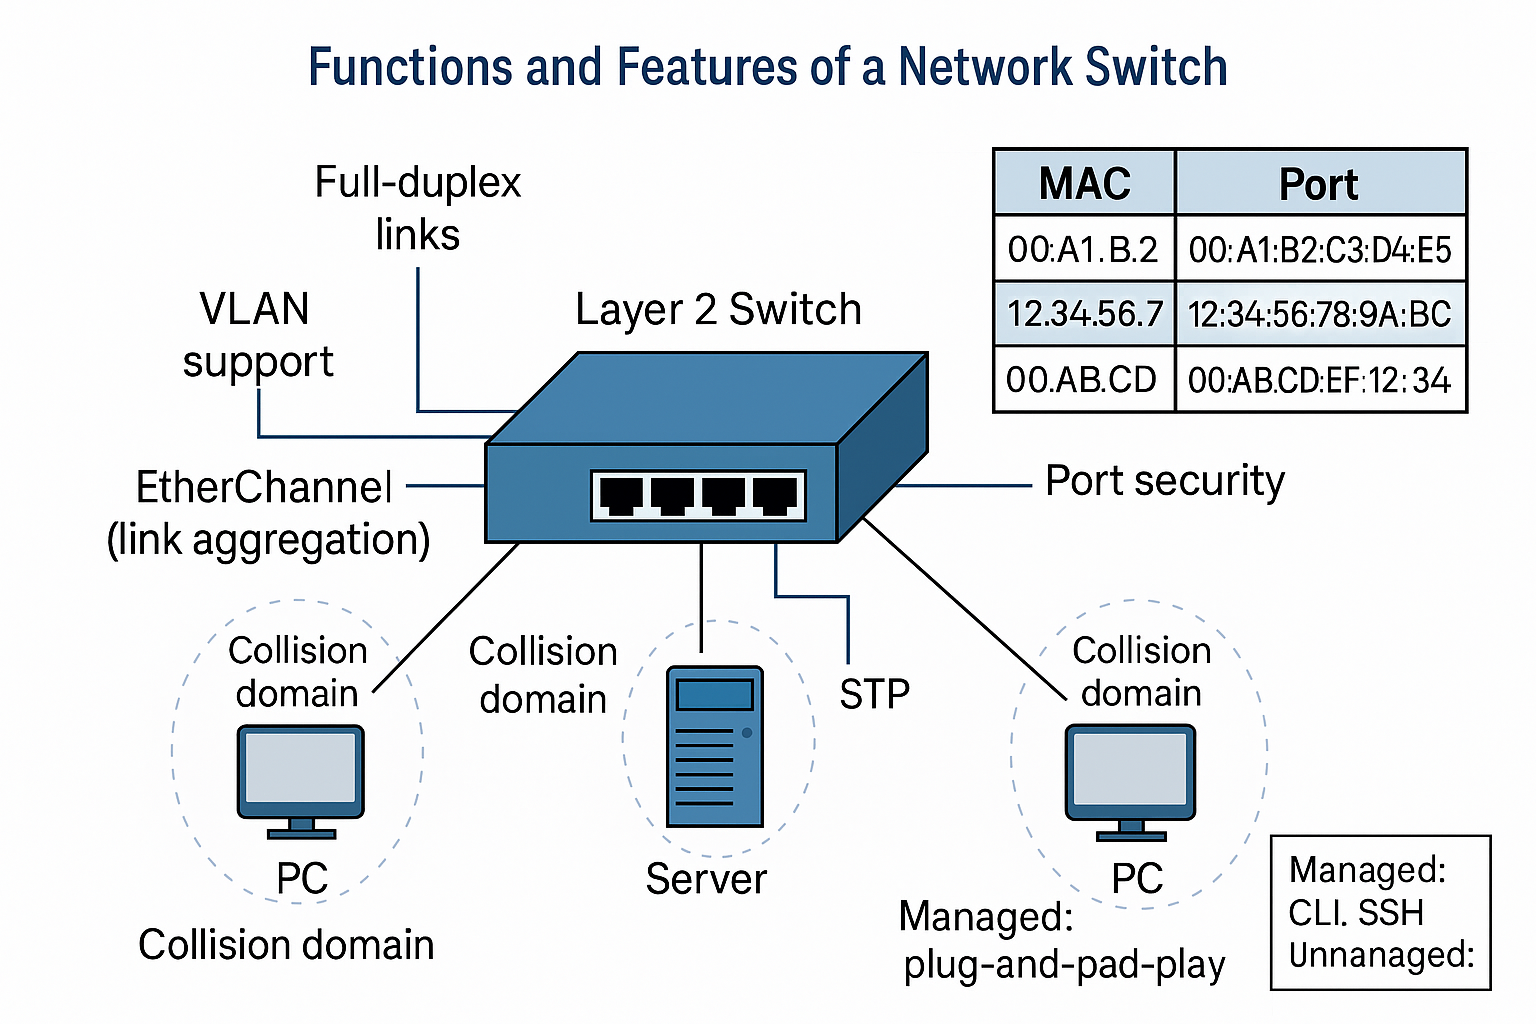 Functions and Features of a Network Switch
Full-duplex
links
VLAN
support
Layer 2 Switch
MAC Port
00:A1.B.2 00:A1:B2:C3:D4:E5
12.34.56.7 12:34:56:78:9A:BC
00.AB.CD 00:AB.CD:EF:12:34
EtherChannel
(link aggregation)
Port security
Collision
domain
Collision
domain
STP
Collision
domain
PC
Server
PC
Collision domain
Managed:
plug-and-pad-play
Managed:
CLI. SSH
Unnanaged: